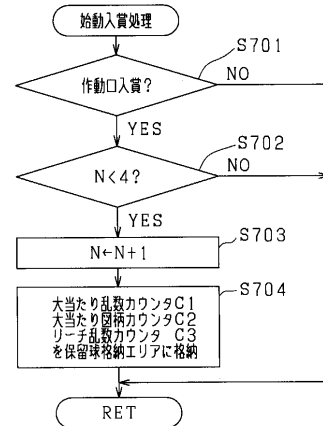 始動入賞処理
S701
作動口入賞?
NO
YES
S702
N<4?
NO
YES
S703
N←N+1
S704
大当たり乱数カウンタC1
大当たり図柄カウンタC2
リーチ乱数カウンタ C3
を保留球格納エリアに格納
RET